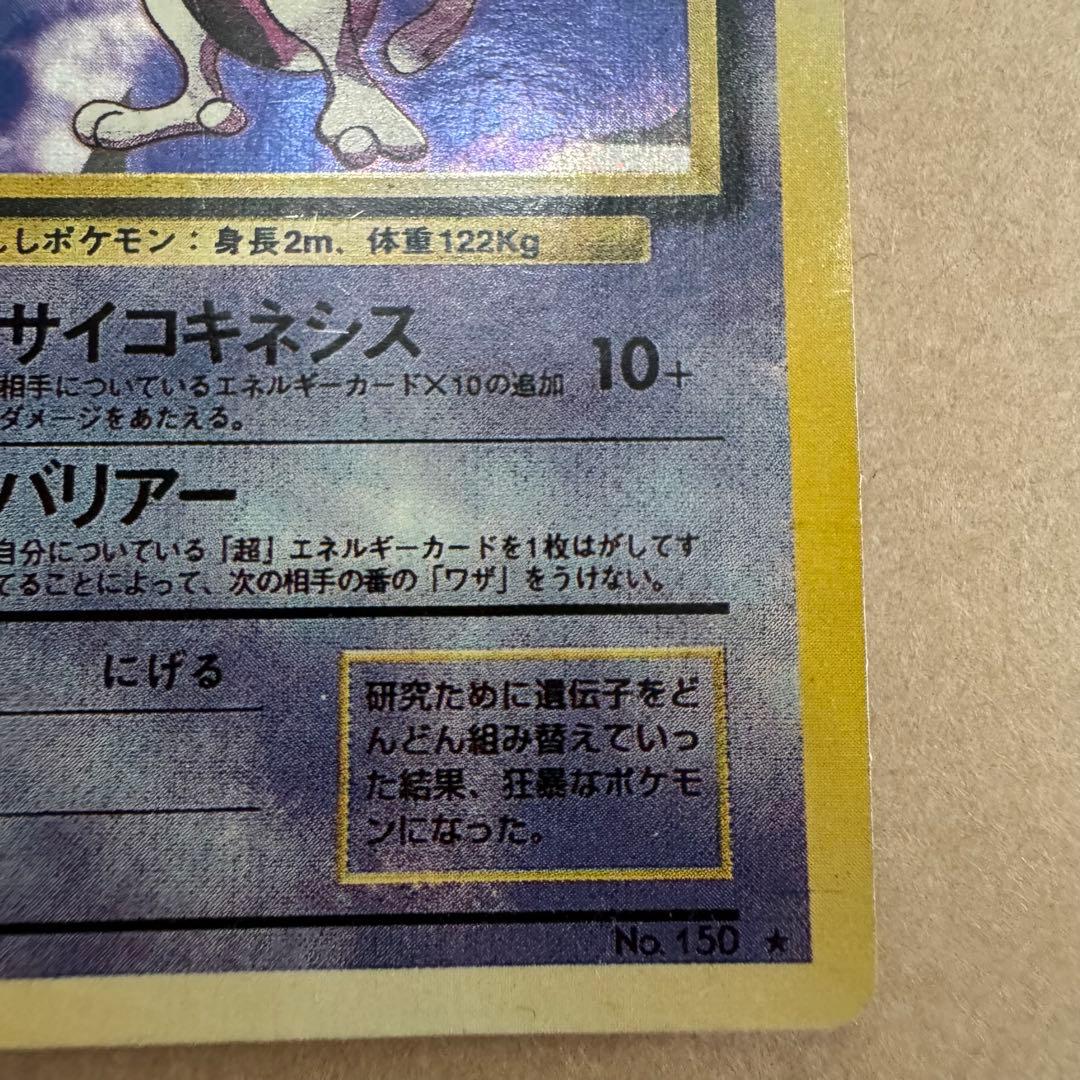 しポケモン：身長2m、体重122Kg
サイコキネシス
10+
相手についているエネルギーカード×10の追加
ダメージをあたえる。
バリアー
自分についている「超」エネルギーカードを1枚はがしてす
てることによって、次の相手の番の「ワザ」をうけない。
にげる
研究ために遺伝子をど
んどん組み替えていっ
た結果、狂暴なポケモ
ンになった。
No. 150 ★